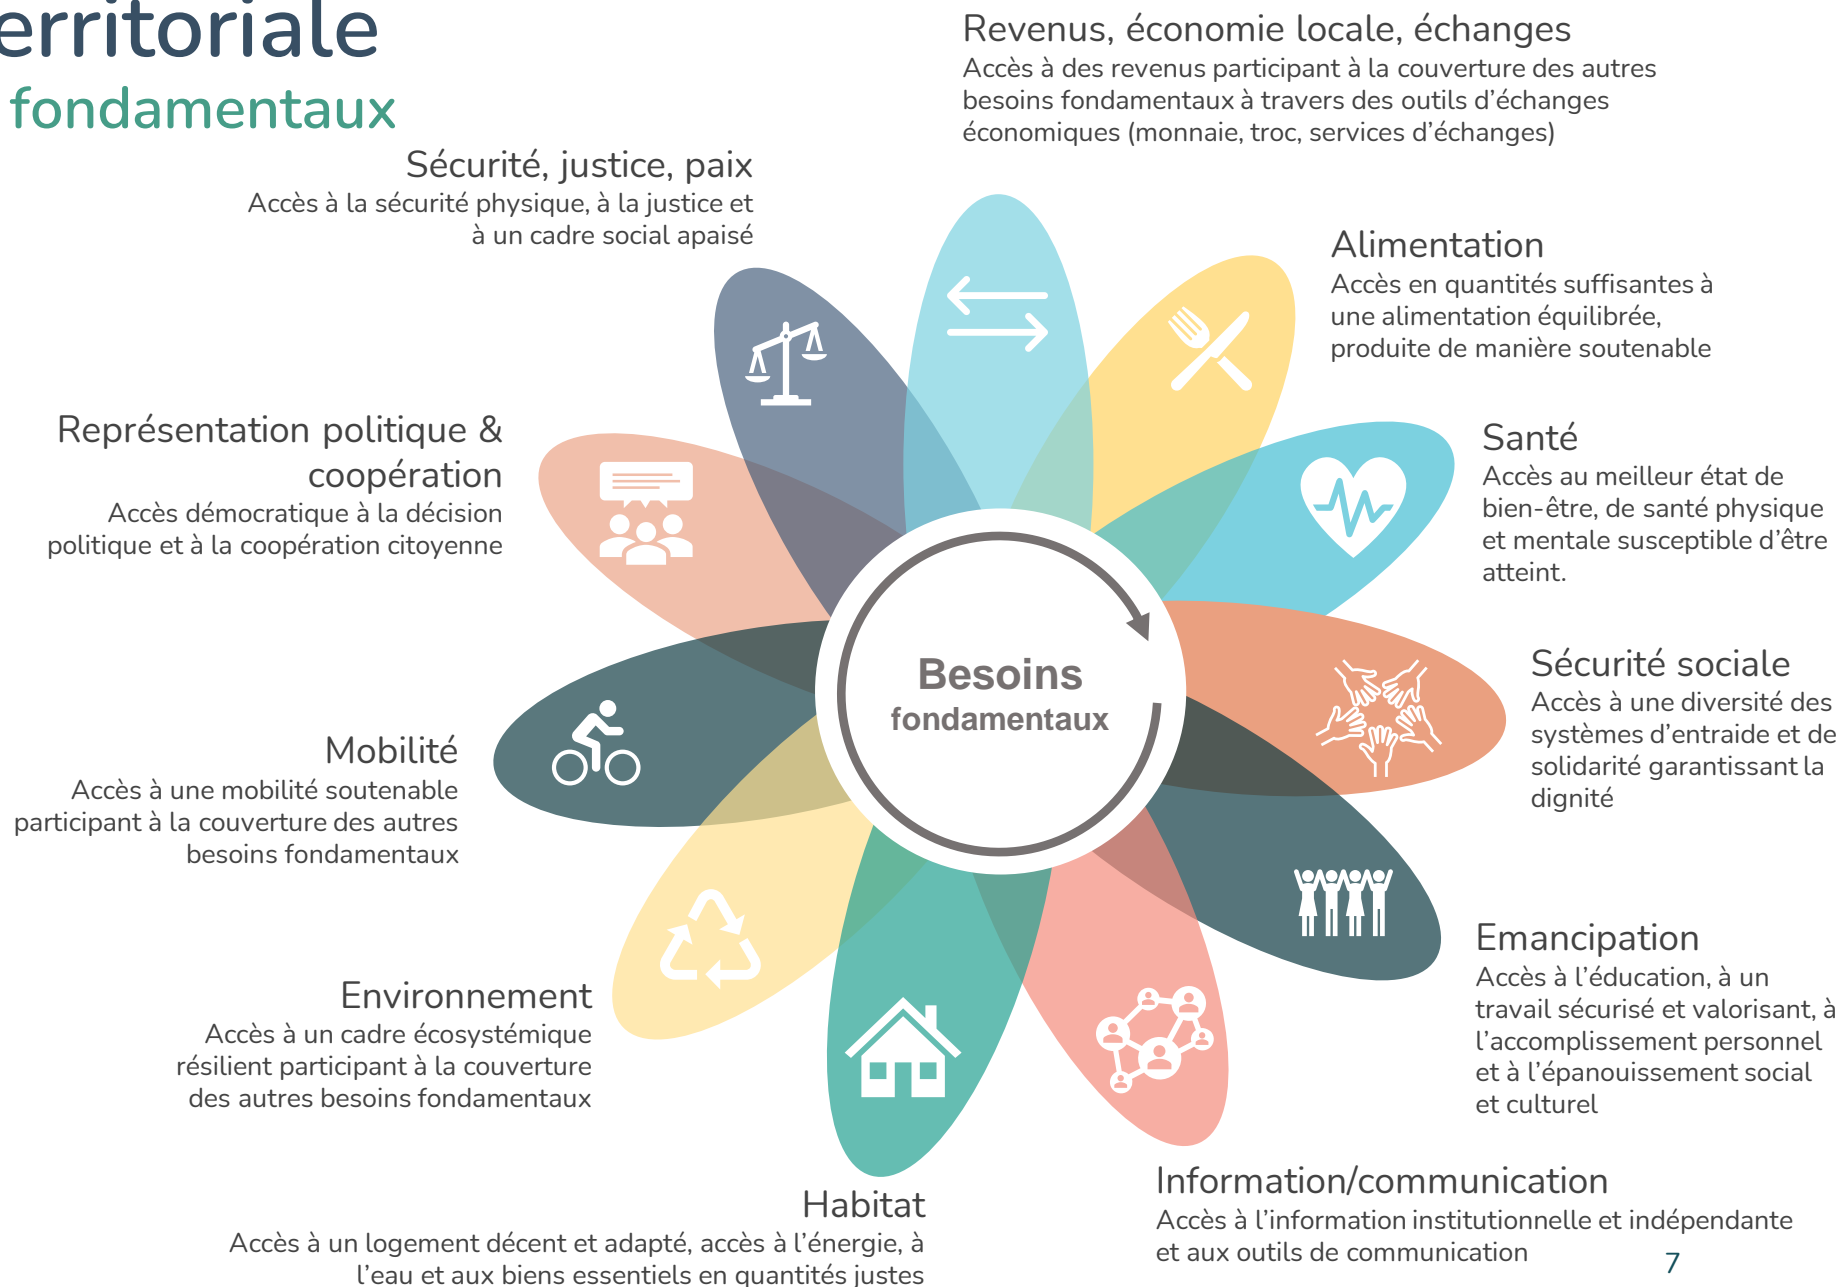 erritoriale
fondamentaux
Revenus, économie locale, échanges
Accès à des revenus participant à la couverture des autres
besoins fondamentaux à travers des outils d’échanges
économiques (monnaie, troc, services d’échanges)
Sécurité, justice, paix
Accès à la sécurité physique, à la justice et
à un cadre social apaisé
Alimentation
Accès en quantités suffisantes à
une alimentation équilibrée,
produite de manière soutenable
Représentation politique &
coopération
Accès démocratique à la décision
politique et à la coopération citoyenne
Santé
Accès au meilleur état de
bien-être, de santé physique
et mentale susceptible d’être
atteint.
Besoins
fondamentaux
Sécurité sociale
Accès à une diversité des
systèmes d’entraide et de
solidarité garantissant la
dignité
Mobilité
Accès à une mobilité soutenable
participant à la couverture des autres
besoins fondamentaux
Emancipation
Accès à l’éducation, à un
travail sécurisé et valorisant, à
l’accomplissement personnel
et à l’épanouissement social
et culturel
Environnement
Accès à un cadre écosystémique
résilient participant à la couverture
des autres besoins fondamentaux
Information/communication
Accès à l’information institutionnelle et indépendante
et aux outils de communication
Habitat
Accès à un logement décent et adapté, accès à l’énergie, à
l’eau et aux biens essentiels en quantités justes
7